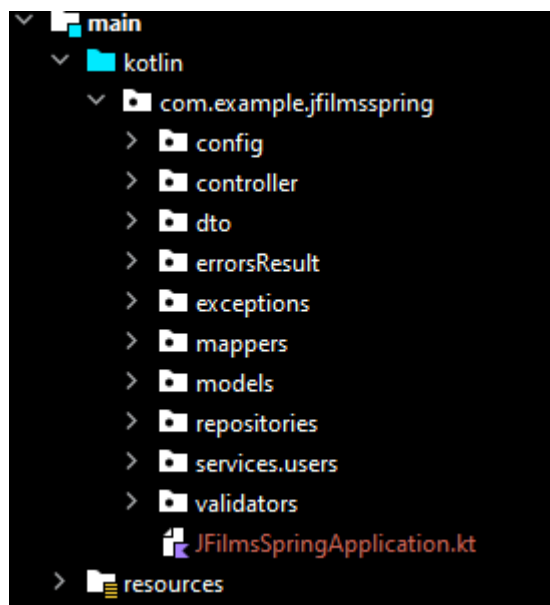 main
kotlin
com.example.jfilmsspring
config
controller
dto
errorsResult
exceptions
mappers
models
repositories
services.users
validators
JFilmsSpringApplication.kt
resources